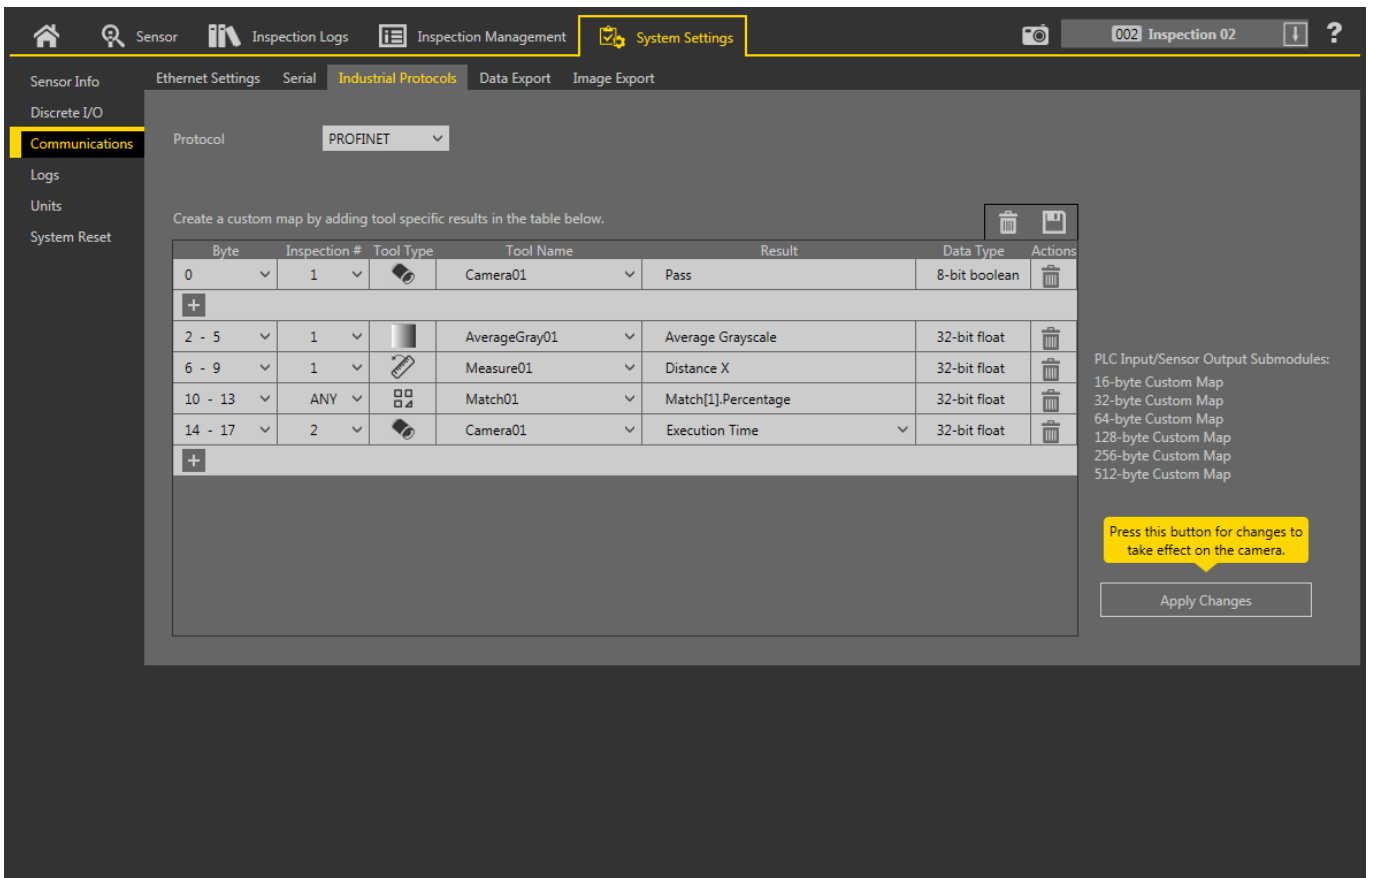 Sensor Inspection Logs Inspection Management System Settings 002 Inspection 02 ?
Sensor Info
Discrete I/O
Communications
Logs
Units
System Reset
Ethernet Settings Serial Industrial Protocols Data Export Image Export
Protocol PROFINET
Create a custom map by adding tool specific results in the table below.
Byte Inspection # Tool Type Tool Name Result Data Type Actions
0 1 Camera01 Pass 8-bit boolean
+
2 - 5 1 AverageGray01 Average Grayscale 32-bit float
6 - 9 1 Measure01 Distance X 32-bit float
10 - 13 ANY Match01 Match[1].Percentage 32-bit float
14 - 17 2 Camera01 Execution Time 32-bit float
+
PLC Input/Sensor Output Submodules:
16-byte Custom Map
32-byte Custom Map
64-byte Custom Map
128-byte Custom Map
256-byte Custom Map
512-byte Custom Map
Press this button for changes to
take effect on the camera.
Apply Changes